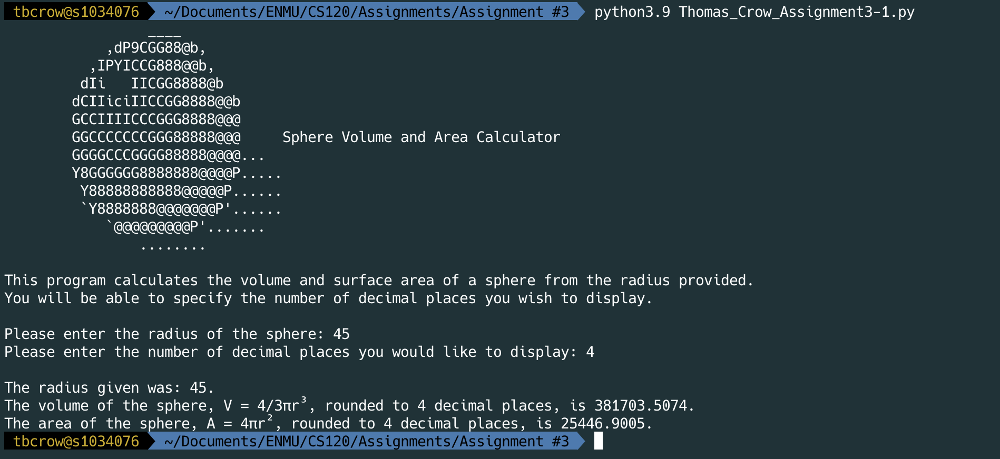 tbcrow@s1034076 ~/Documents/ENMU/CS120/Assignments/Assignment #3 python3.9 Thomas_Crow_Assignment3-1.py
                 ____
            ,dP9CGG88@b,
          ,IPYICCG888@@b,
         dIi   IICGG8888@b
        dCIIiciIICCGG8888@@b
        GCCIIIICCCGGG8888@@@
        GGCCCCCCCGGG88888@@@     Sphere Volume and Area Calculator
        GGGGCCCGGGG88888@@@@...
        Y8GGGGGG8888888@@@@P.....
         Y88888888888@@@@@P......
         `Y8888888@@@@@@@P'......
            `@@@@@@@@@P'.......
                ........
This program calculates the volume and surface area of a sphere from the radius provided.
You will be able to specify the number of decimal places you wish to display.
Please enter the radius of the sphere: 45
Please enter the number of decimal places you would like to display: 4
The radius given was: 45.
The volume of the sphere, V = 4/3πr³, rounded to 4 decimal places, is 381703.5074.
The area of the sphere, A = 4πr², rounded to 4 decimal places, is 25446.9005.
tbcrow@s1034076 ~/Documents/ENMU/CS120/Assignments/Assignment #3